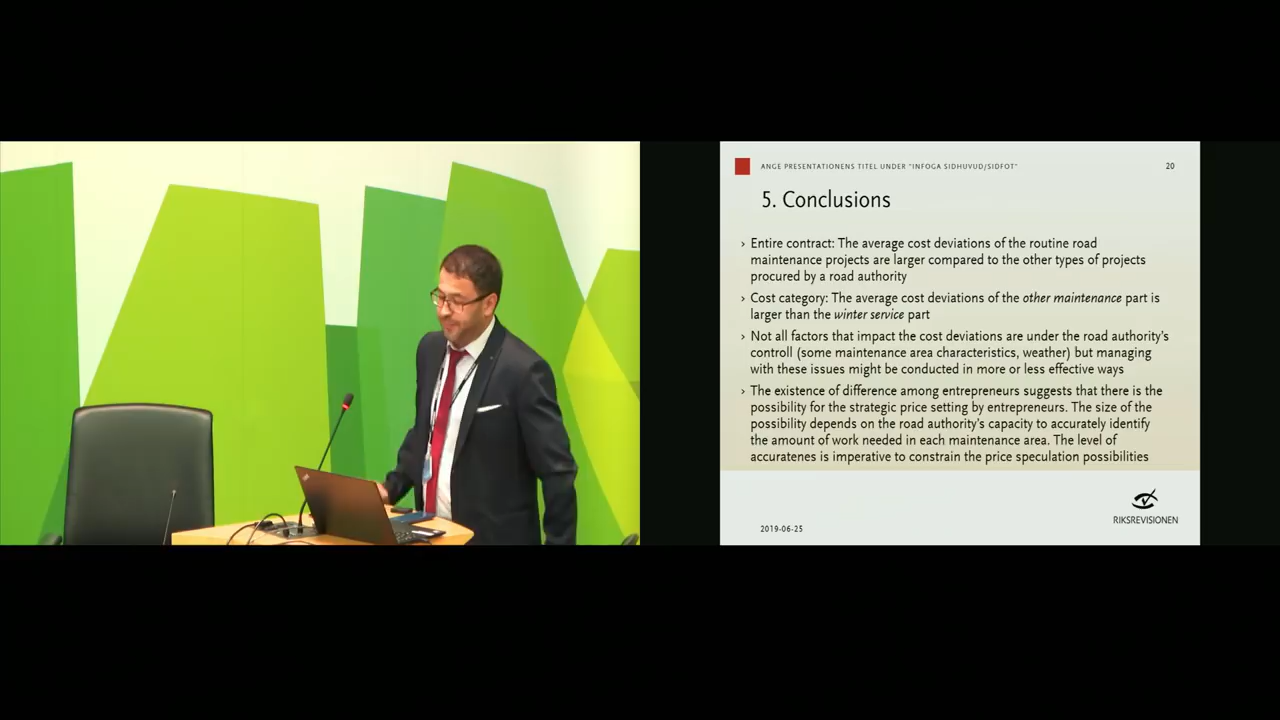 ANGE PRESENTATIONENS TITEL UNDER "INFOGA SIDHUVUD/SIDFOT"
20
5. Conclusions
› Entire contract: The average cost deviations of the routine road
maintenance projects are larger compared to the other types of projects
procured by a road authority
› Cost category: The average cost deviations of the other maintenance part is
larger than the winter service part
› Not all factors that impact the cost deviations are under the road authority's
controll (some maintenance area characteristics, weather) but managing
with these issues might be conducted in more or less effective ways
› The existence of difference among entrepreneurs suggests that there is the
possibility for the strategic price setting by entrepreneurs. The size of the
possibility depends on the road authority's capacity to accurately identify
the amount of work needed in each maintenance area. The level of
accuratenes is imperative to constrain the price speculation possibilities
RIKSREVISIONEN
2019-06-25